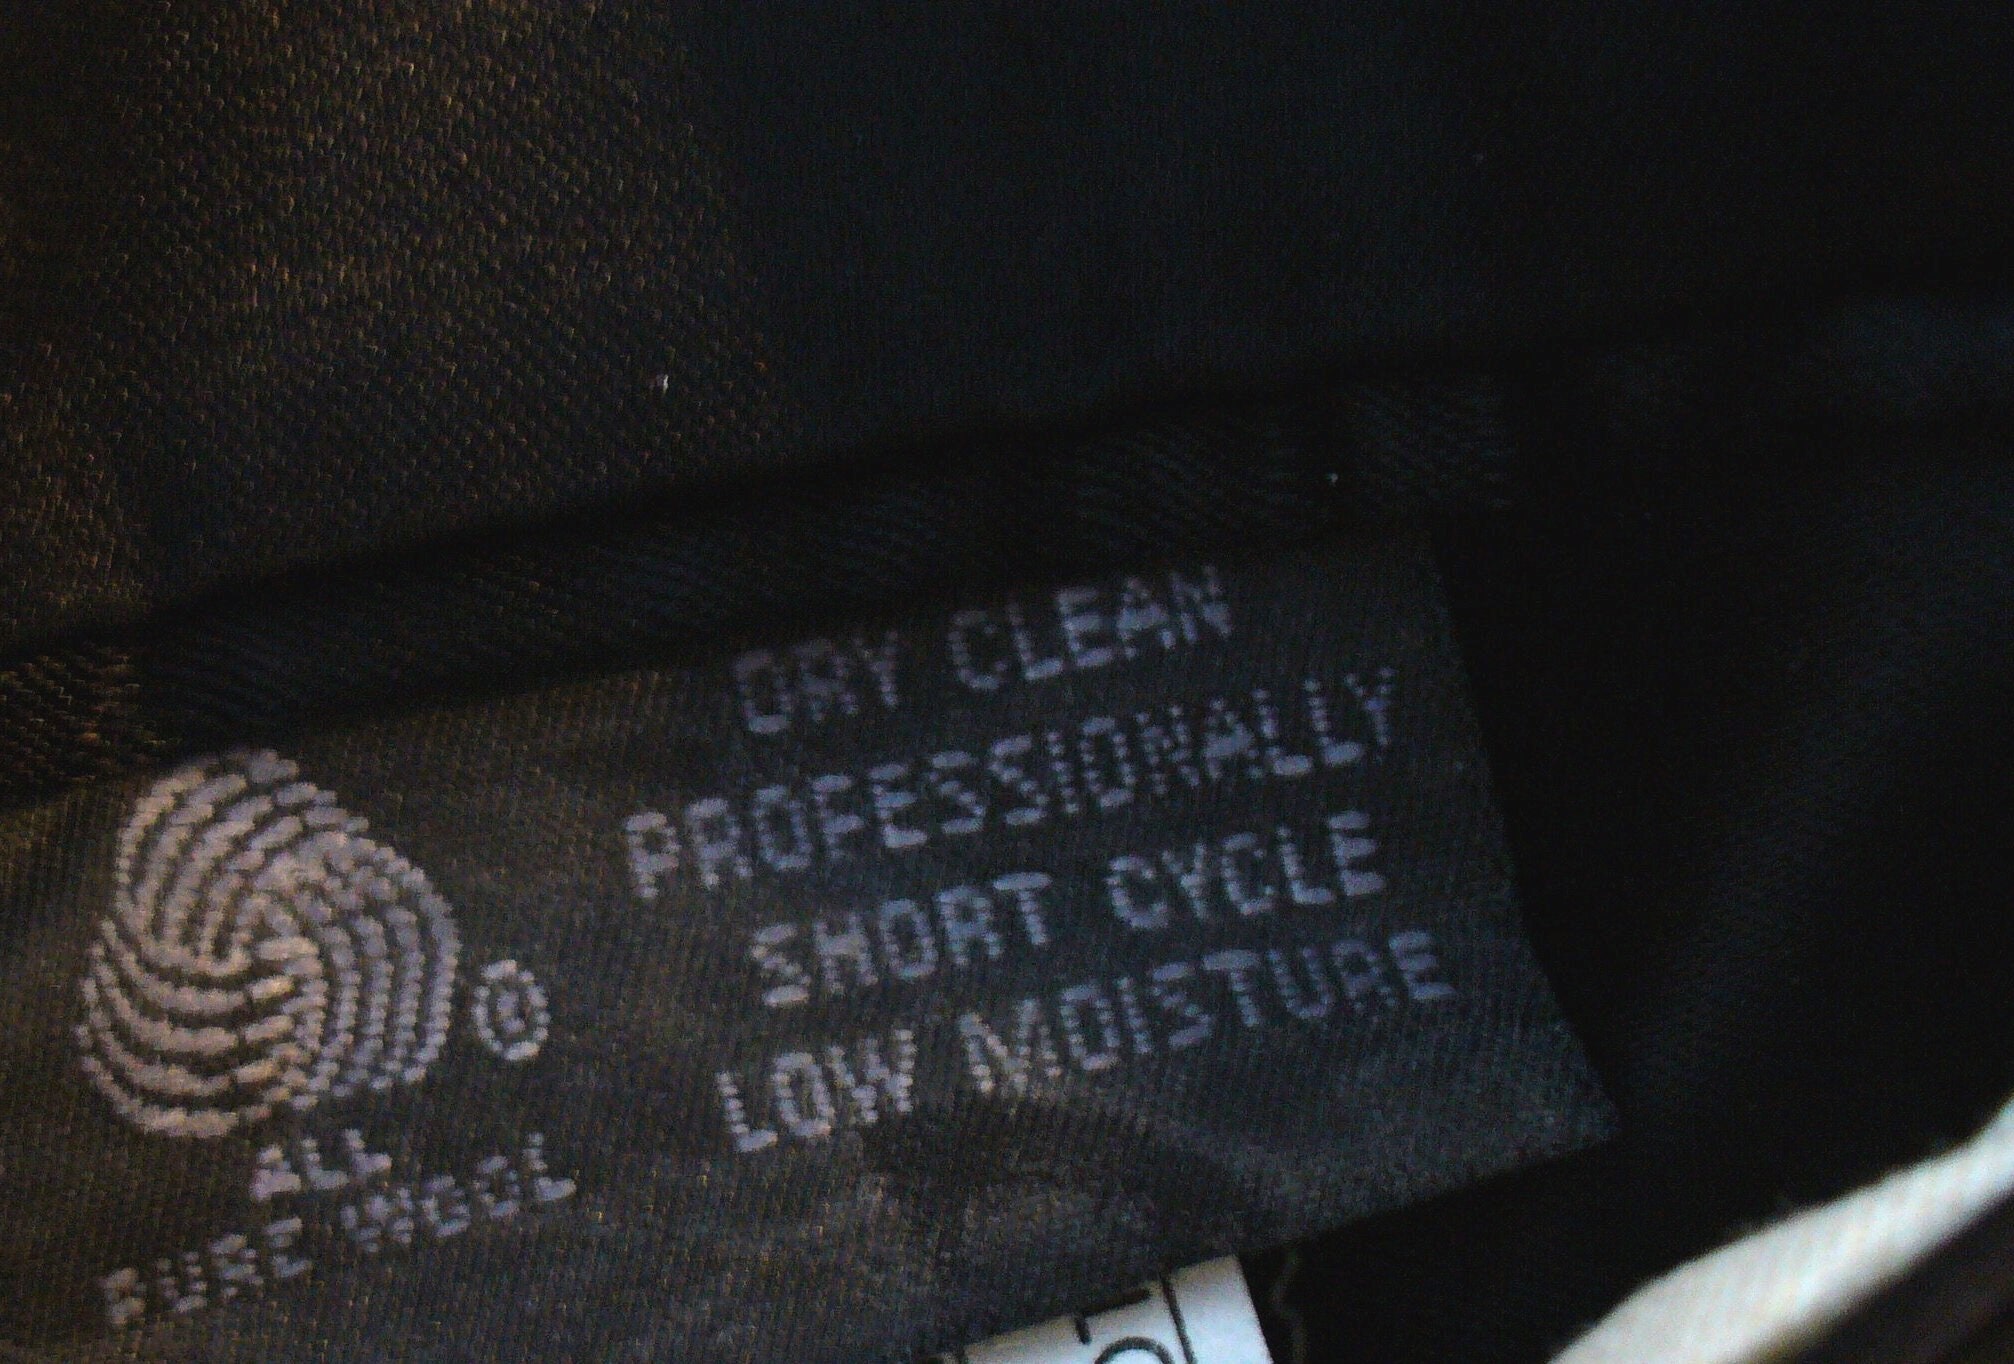 DRY CLEAN
PROFESSIONALLY
SHORT CYCLE
LOW MOISTURE
®
ALL
PURE WOOL